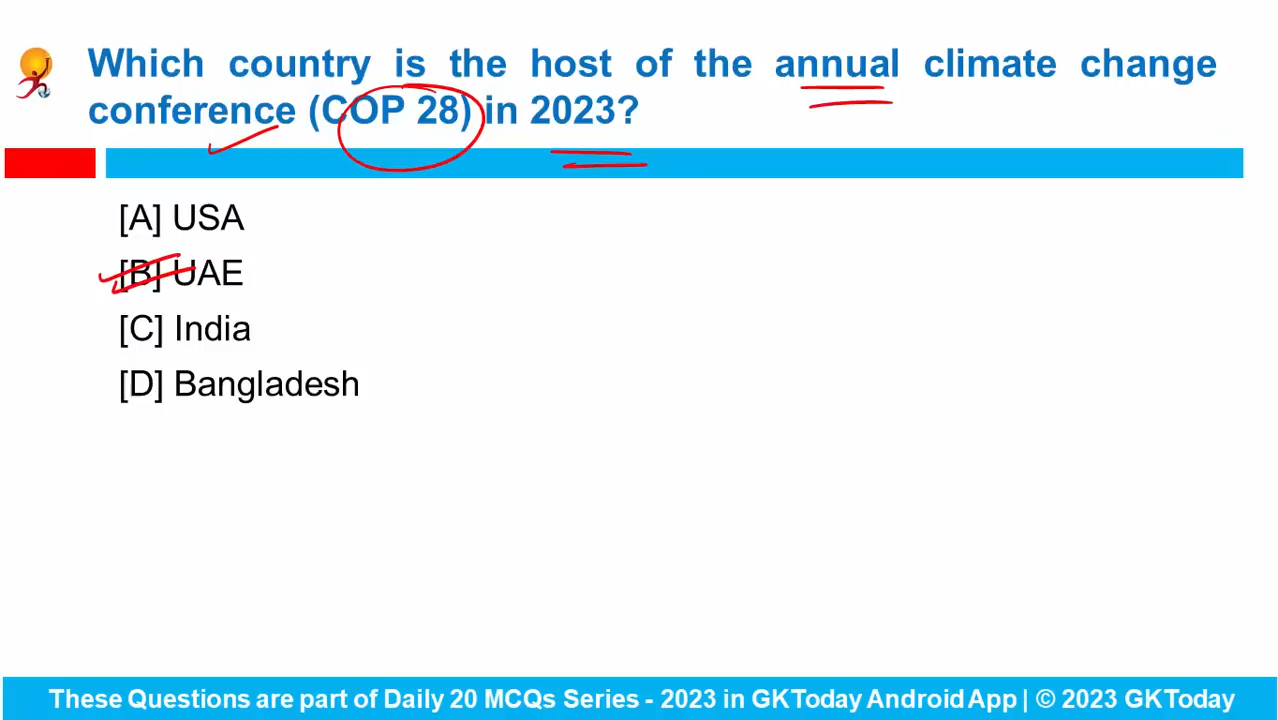 Which country is the host of the annual climate change
conference (COP 28) in 2023?
[A] USA
[B] UAE
[C] India
[D] Bangladesh
These Questions are part of Daily 20 MCQs Series - 2023 in GKToday Android App | © 2023 GKToday